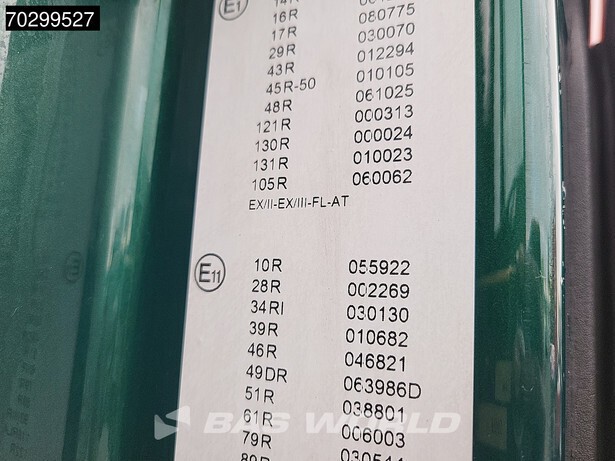 70299527
E1
16R 080775
17R 030070
29R 012294
43R 010105
45R-50 061025
48R 000313
121R 000024
130R 010023
131R 060062
105R
EX/II-EX/III-FL-AT
E11
10R 055922
28R 002269
34RI 030130
39R 010682
46R 046821
49DR 063986D
51R 038801
61R 006003
79R
BAS WORLD